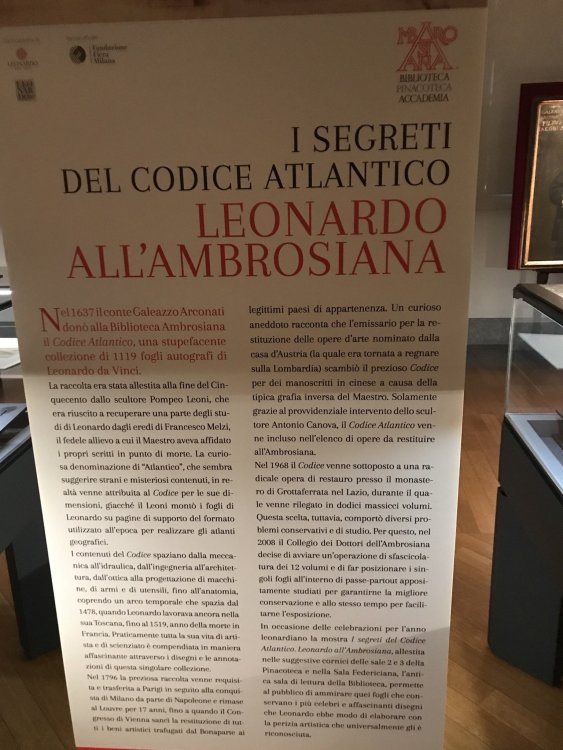 LEONARDO
Fondazione
Fiera
Milano
BIBLIOTECA
PINACOTECA
ACCADEMIA
I SEGRETI
DEL CODICE ATLANTICO
LEONARDO
ALL'AMBROSIANA
Nel 1637 il conte Galeazzo Arconati
donò alla Biblioteca Ambrosiana
il Codice Atlantico, una stupefacente
collezione di 1119 fogli autografi di
Leonardo da Vinci.
La raccolta era stata allestita alla fine del Cin-
quecento dallo scultore Pompeo Leoni, che
era riuscito a recuperare una parte degli stu-
di di Leonardo dagli eredi di Francesco Melzi,
il fedele allievo a cui il Maestro aveva affidato
i propri scritti in punto di morte. La curio-
sa denominazione di "Atlantico", che sembra
suggerire strani e misteriosi contenuti, in re-
altà venne attribuita al Codice per le sue di-
mensioni, giacché il Leoni montò i fogli di
Leonardo su pagine di supporto del formato
utilizzato all'epoca per realizzare gli atlanti
geografici.
I contenuti del Codice spaziano dalla mecca-
nica all'idraulica, dall'ingegneria all'architet-
tura, dall'ottica alla progettazione di macchi-
ne, di armi e di utensili, fino all'anatomia,
coprendo un arco temporale che spazia dal
1478, quando Leonardo lavorava ancora nella
sua Toscana, fino al 1519, anno della morte in
Francia. Praticamente tutta la sua vita di arti-
sta e di scienziato è compendiata in maniera
affascinante attraverso i disegni e le annota-
zioni di questa singolare collezione.
Nel 1796 la preziosa raccolta venne requisi-
ta e trasferita a Parigi in seguito alla conqui-
sta di Milano da parte di Napoleone e rimase
al Louvre per 17 anni, fino a quando il Con-
gresso di Vienna sancì la restituzione di tut-
ti i beni artistici trafugati dal Bonaparte ai
legittimi paesi di appartenenza. Un curioso
aneddoto racconta che l'emissario per la re-
stituzione delle opere d'arte nominato dalla
casa d'Austria (la quale era tornata a regnare
sulla Lombardia) scambiò il prezioso Codice
per dei manoscritti in cinese a causa della
tipica grafia inversa del Maestro. Solamente
grazie al provvidenziale intervento dello scul-
tore Antonio Canova, il Codice Atlantico ven-
ne incluso nell'elenco di opere da restituire
all'Ambrosiana.
Nel 1968 il Codice venne sottoposto a una ra-
dicale opera di restauro presso il monaste-
ro di Grottaferrata nel Lazio, durante il qua-
le venne rilegato in dodici massicci volumi.
Questa scelta, tuttavia, comportò diversi pro-
blemi conservativi e di studio. Per questo, nel
2008 il Collegio dei Dottori dell'Ambrosiana
decise di avviare un'operazione di sfascicola-
tura dei 12 volumi e di far posizionare i sin-
goli fogli all'interno di passe-partout apposi-
tamente studiati per garantirne la migliore
conservazione e allo stesso tempo per facili-
tarne l'esposizione.
In occasione delle celebrazioni per l'anno
leonardiano la mostra I segreti del Codice
Atlantico. Leonardo all'Ambrosiana, allestita
nelle suggestive cornici delle sale 2 e 3 della
Pinacoteca e nella Sala Federiciana, l'anti-
ca sala di lettura della Biblioteca, permette
al pubblico di ammirare quei fogli che con-
servano i più celebri e affascinanti disegni
che Leonardo ebbe modo di elaborare con
la perizia artistica che universalmente gli è
riconosciuta.